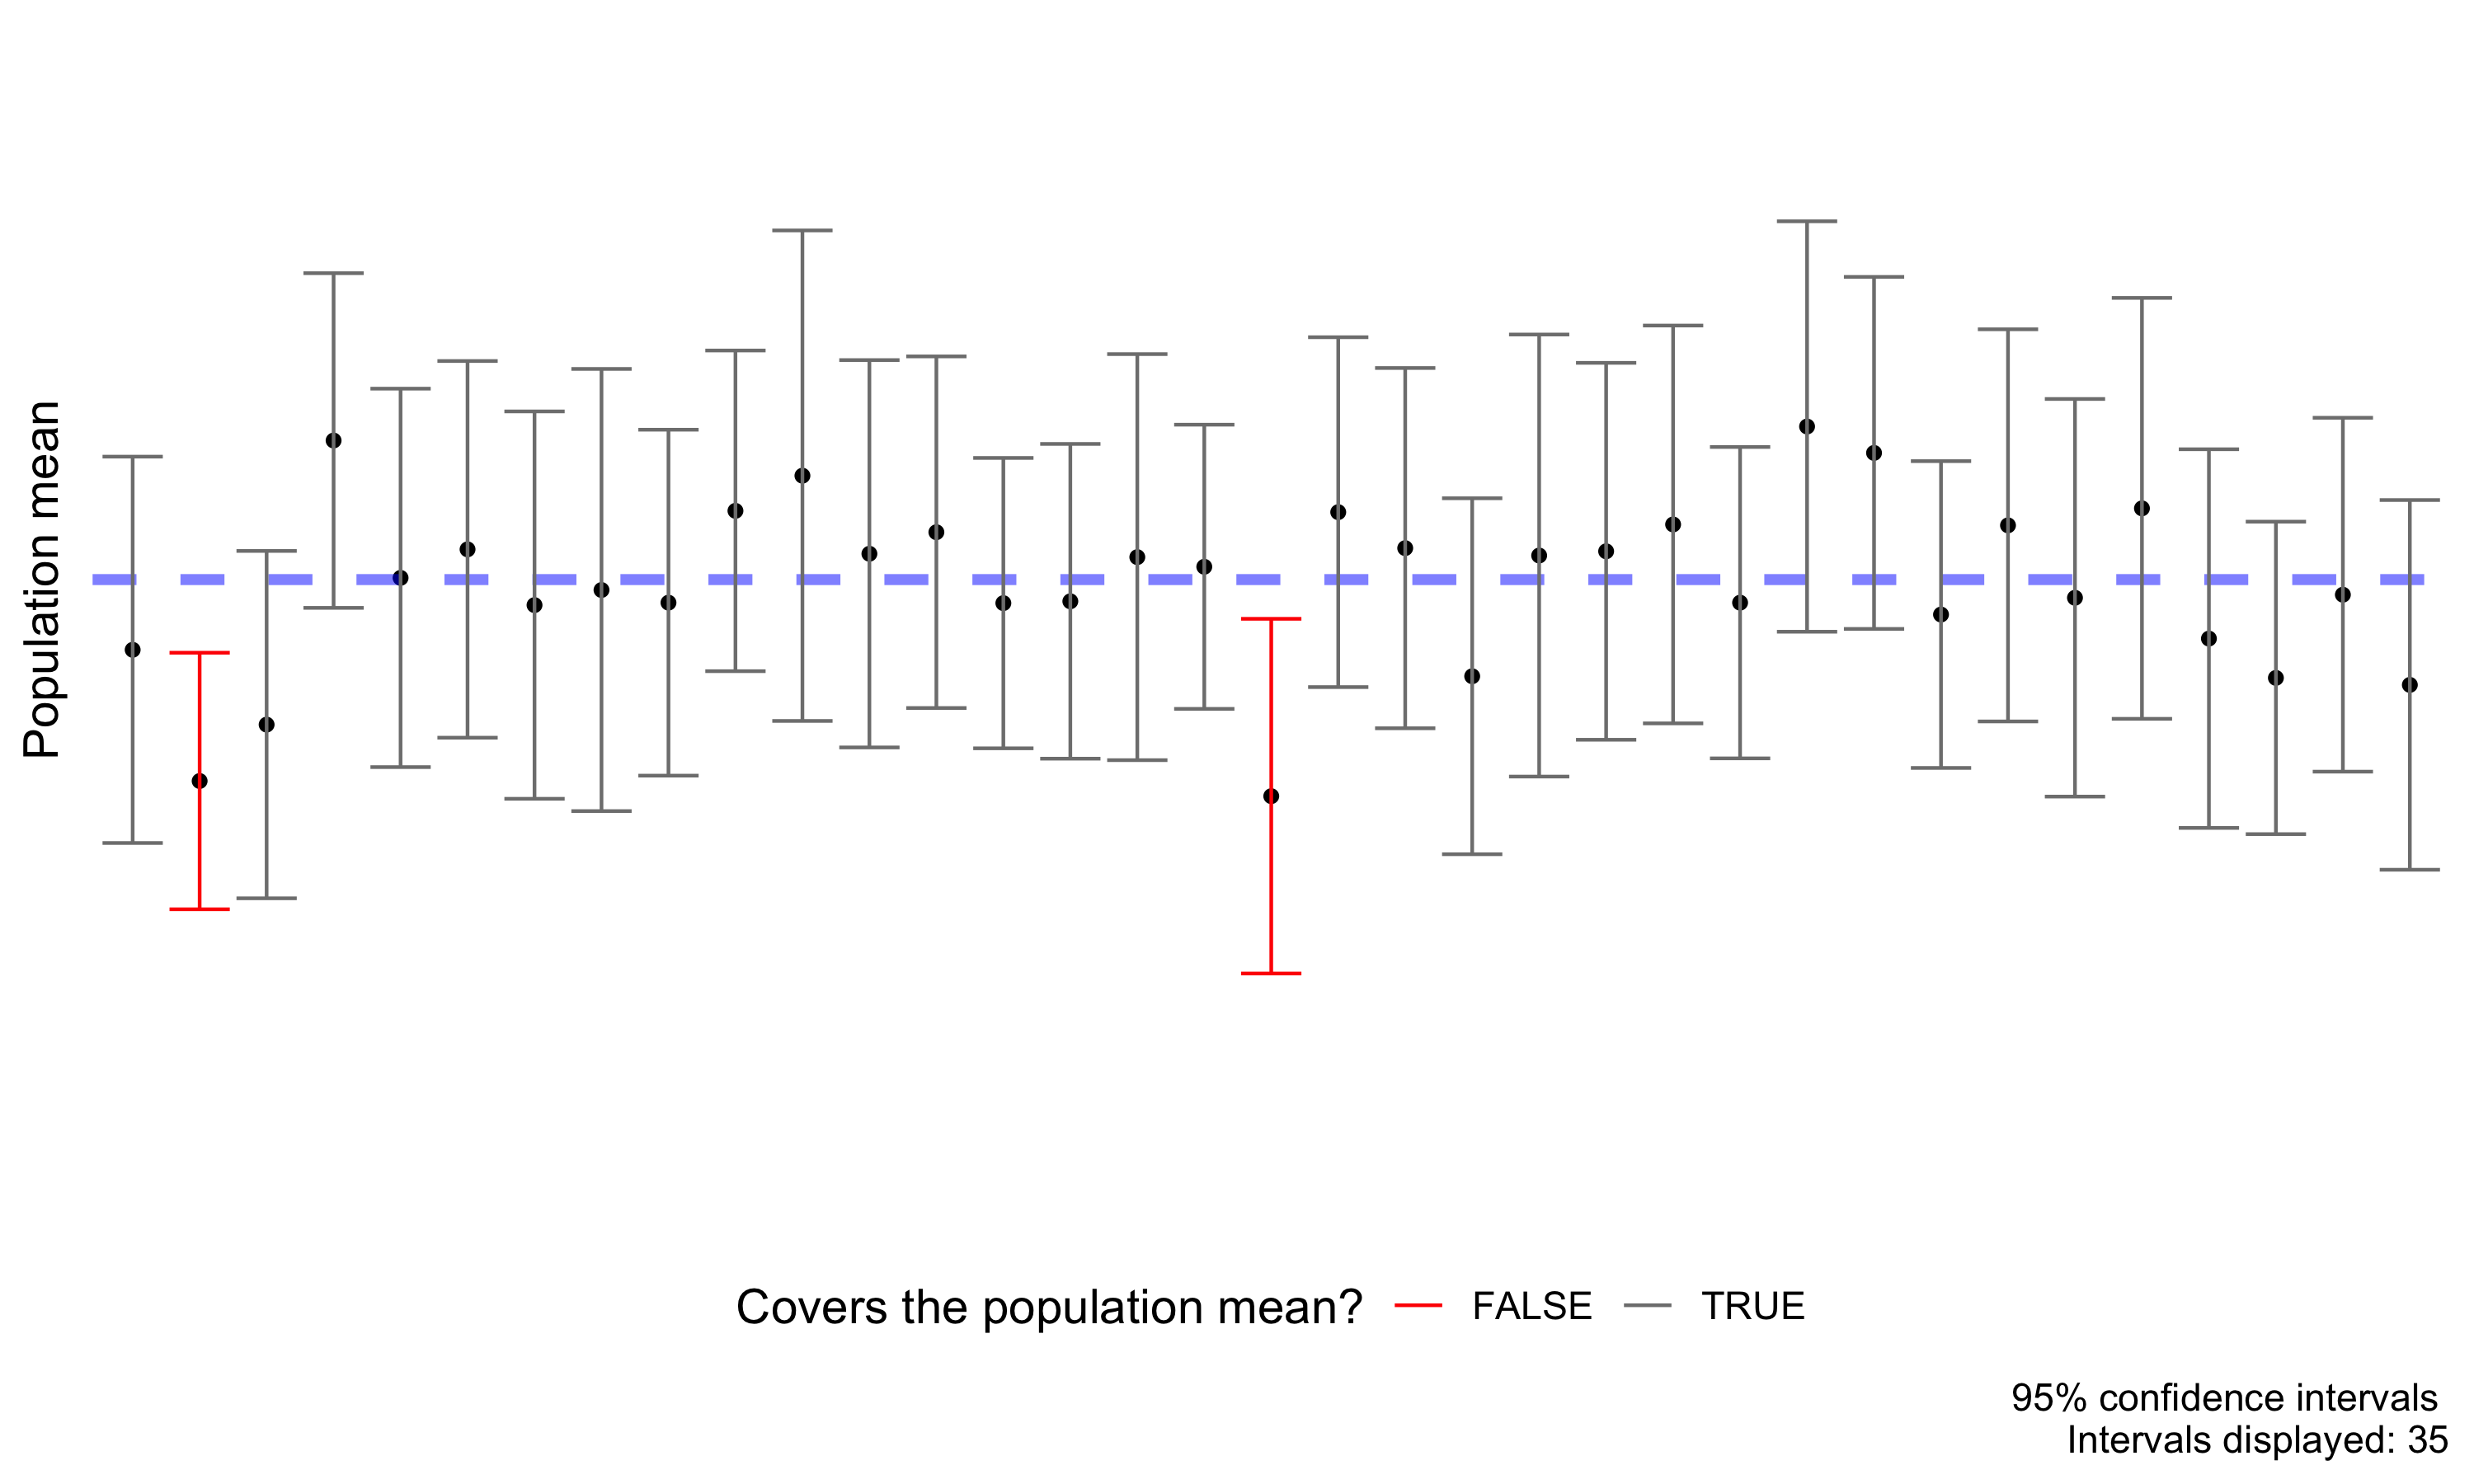 Population mean
Covers the population mean? FALSE TRUE
95% confidence intervals
Intervals displayed: 35